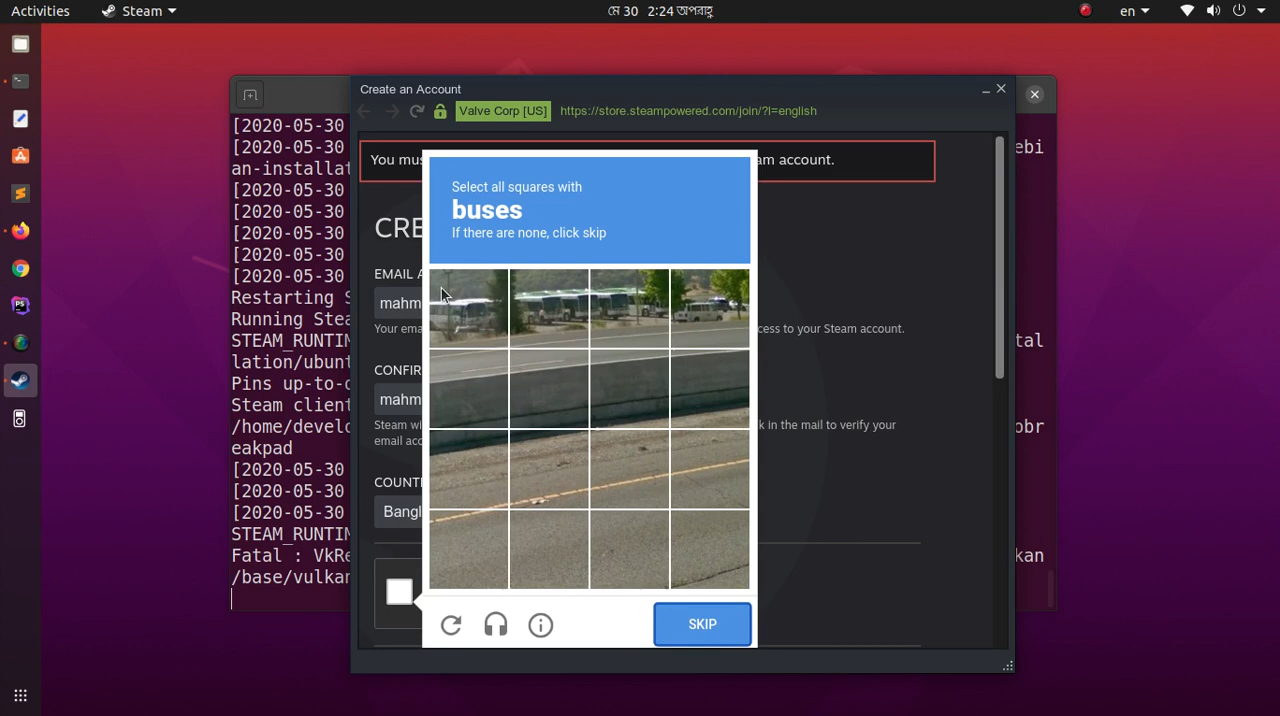 Activities Steam মে 30 2:24 অপরাহ্ণ en
Create an Account
Valve Corp [US] https://store.steampowered.com/join/?l=english
[2020-05-30
[2020-05-30 ebi
an-installat
[2020-05-30
[2020-05-30
[2020-05-30
[2020-05-30
[2020-05-30
Restarting S
Running Stea
STEAM_RUNTIM tal
lation/ubunt
Pins up-to-d
Steam client
/home/develo obr
eakpad
[2020-05-30
[2020-05-30
[2020-05-30
STEAM_RUNTIM
Fatal : VkRe kan
/base/vulkan
You mus am account.
CRE
EMAIL A
mahm
Your emai cess to your Steam account.
CONFIR
mahm
Steam wi k in the mail to verify your
email acc
COUNT
Bangl
Select all squares with
buses
If there are none, click skip
SKIP